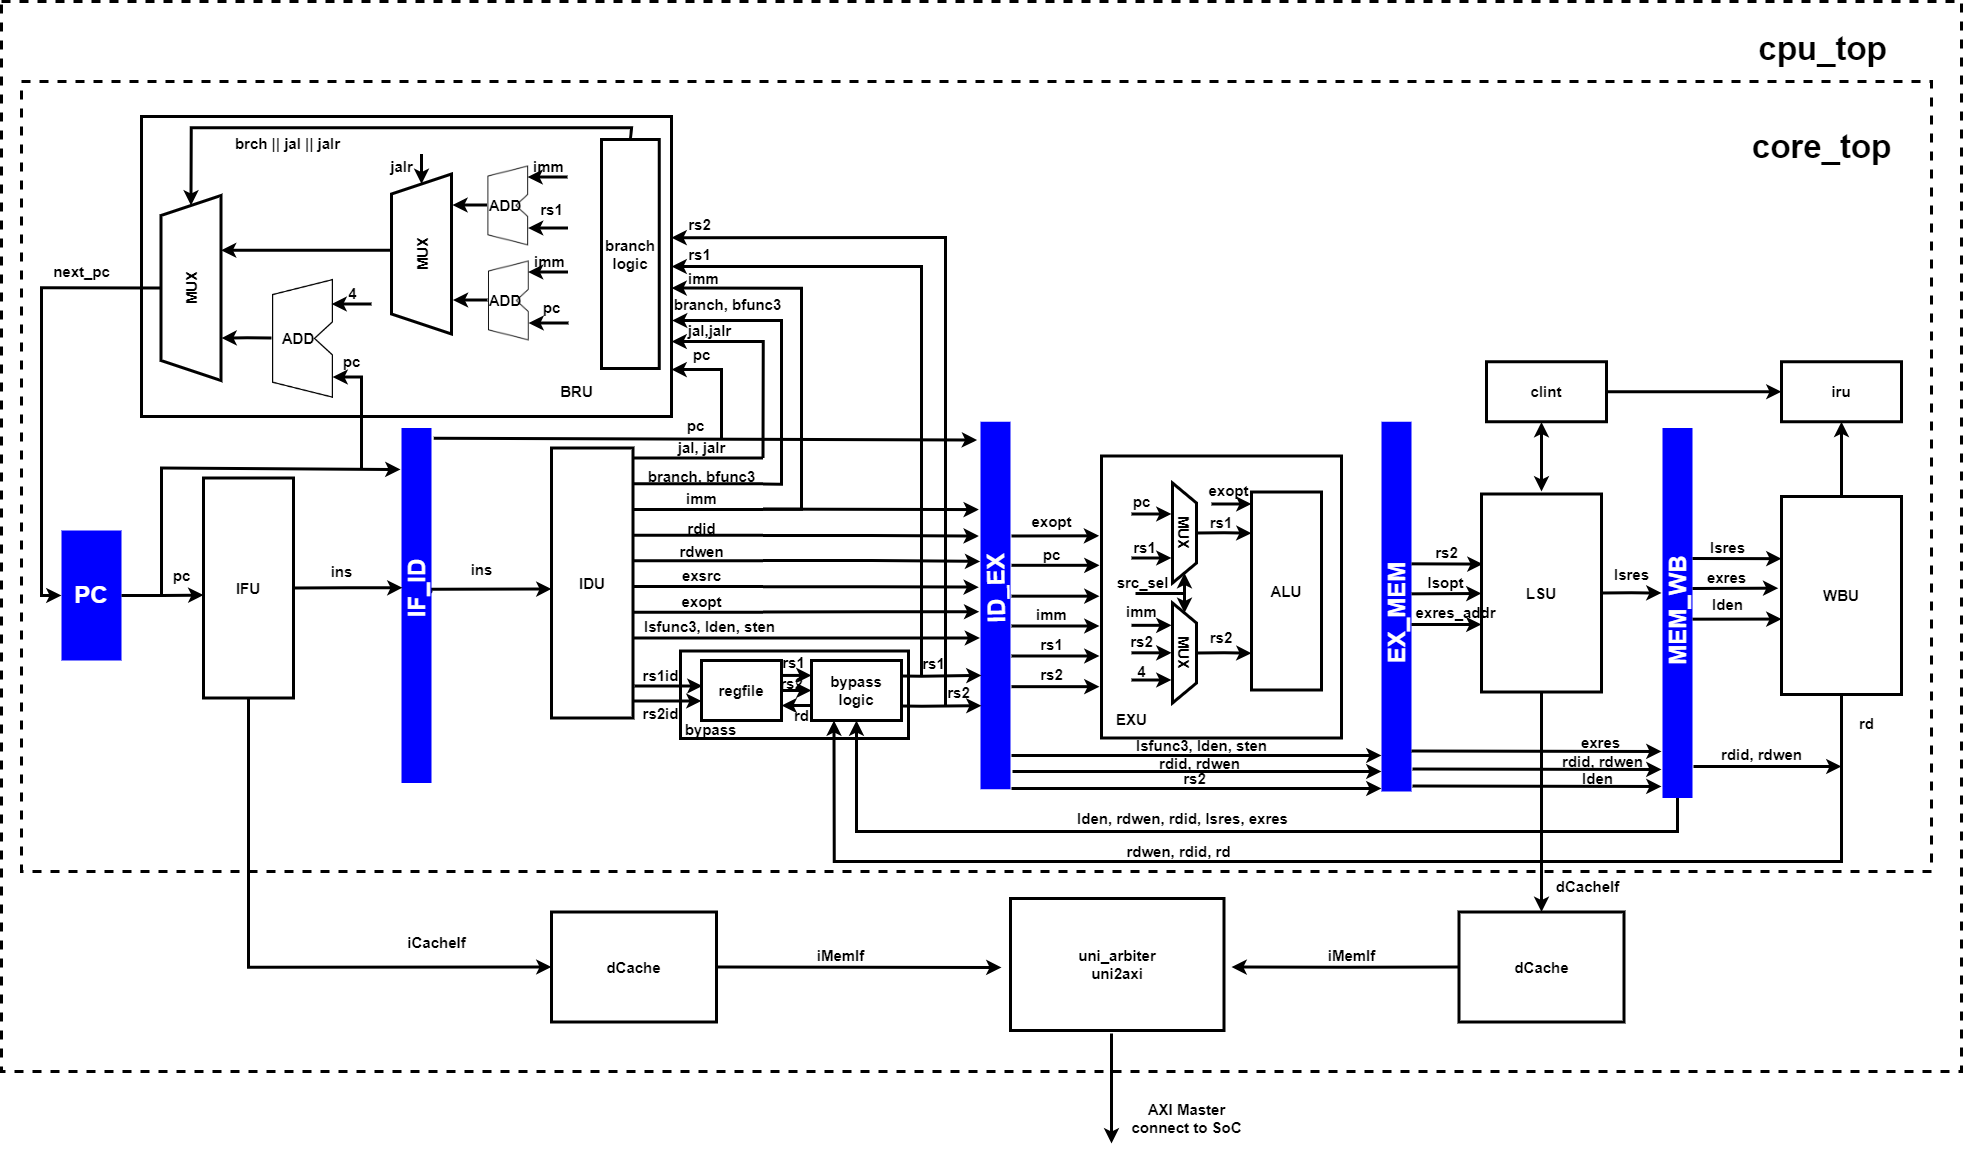 cpu_top
core_top
brch || jal || jalr
jalr
imm
ADD
rs1
MUX
imm
ADD
pc
branch
logic
next_pc
MUX
4
ADD
pc
BRU
rs2
rs1
imm
branch, bfunc3
jal,jalr
pc
pc
jal, jalr
branch, bfunc3
imm
rdid
rdwen
exsrc
exopt
lsfunc3, lden, sten
PC
pc
IFU
ins
IF_ID
ins
IDU
rs1id
rs2id
regfile
rs1
rs2
rd
bypass
logic
bypass
rs1
rs2
ID_EX
exopt
pc
imm
rs1
rs2
pc
rs1
MUX
exopt
rs1
src_sel
imm
rs2
4
MUX
rs2
ALU
EXU
lsfunc3, lden, sten
rdid, rdwen
rs2
EX_MEM
rs2
lsopt
exres_addr
clint
iru
LSU
lsres
MEM_WB
lsres
exres
lden
WBU
rd
exres
rdid, rdwen
lden
rdid, rdwen
lden, rdwen, rdid, lsres, exres
rdwen, rdid, rd
dCacheIf
iCacheIf
dCache
iMemIf
uni_arbiter
uni2axi
iMemIf
dCache
AXI Master
connect to SoC